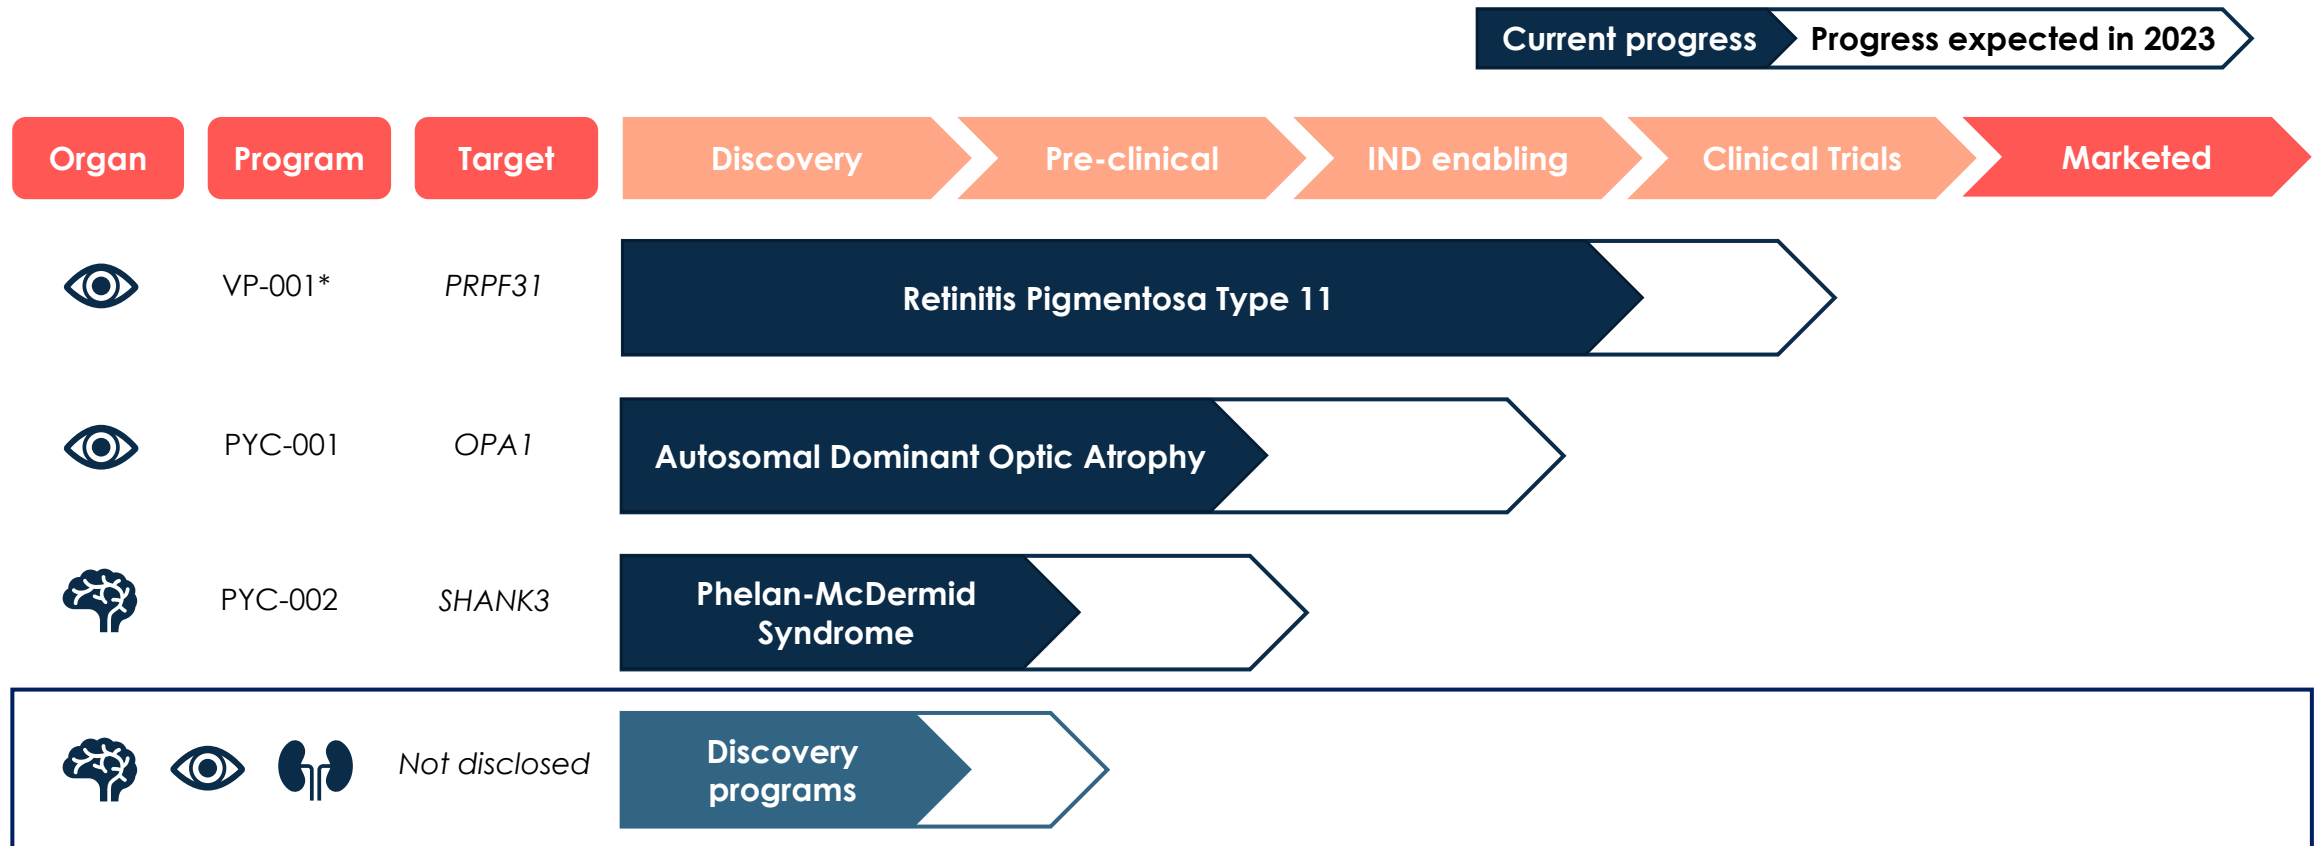 Current progress Progress expected in 2023
Organ Program Target Discovery Pre-clinical IND enabling Clinical Trials Marketed
VP-001* PRPF31 Retinitis Pigmentosa Type 11
PYC-001 OPA1 Autosomal Dominant Optic Atrophy
PYC-002 SHANK3 Phelan-McDermid
Syndrome
Not disclosed Discovery
programs